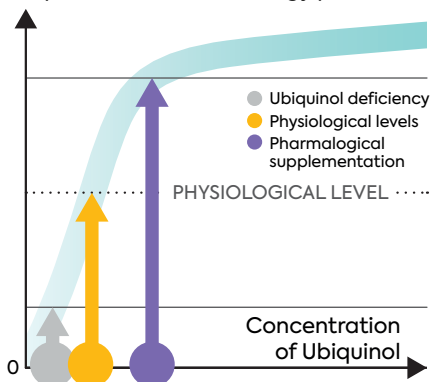 Ubiquinol deficiency
Physiological levels
Pharmalogical
supplementation
PHYSIOLOGICAL LEVEL
Concentration
of Ubiquinol
0